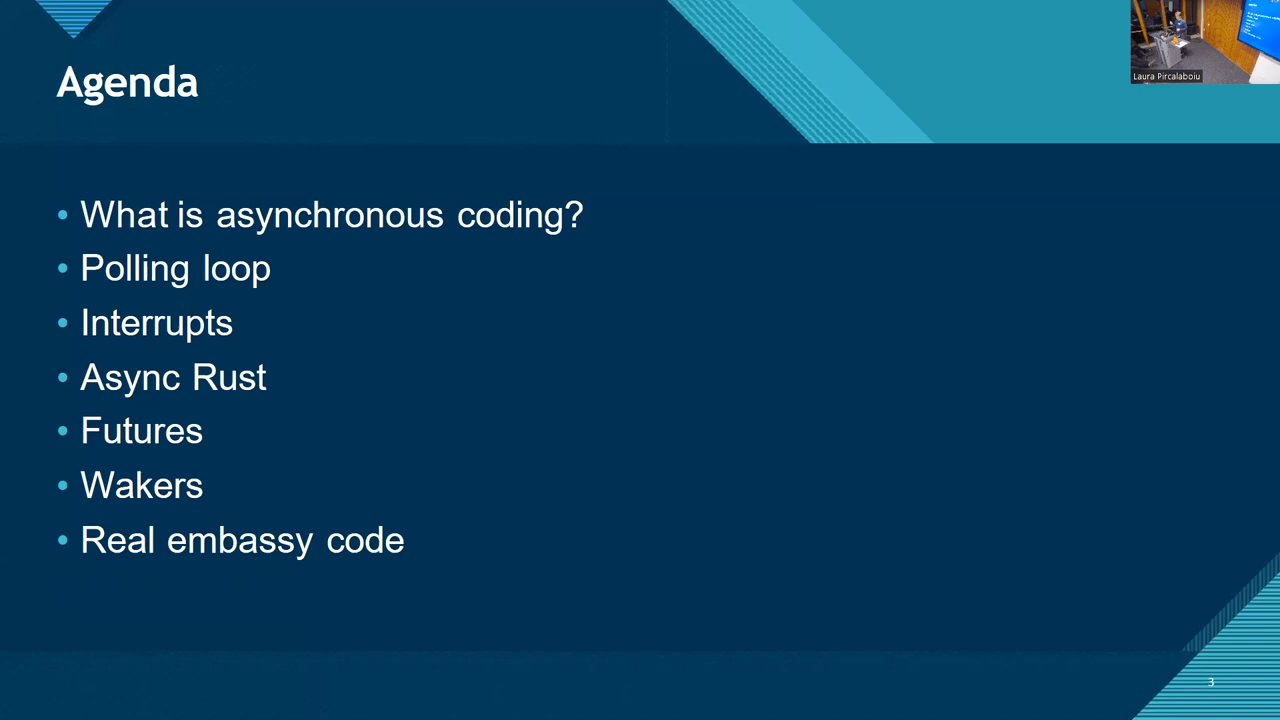 Agenda
• What is asynchronous coding?
• Polling loop
• Interrupts
• Async Rust
• Futures
• Wakers
• Real embassy code
Laura Pircalaboiu
3